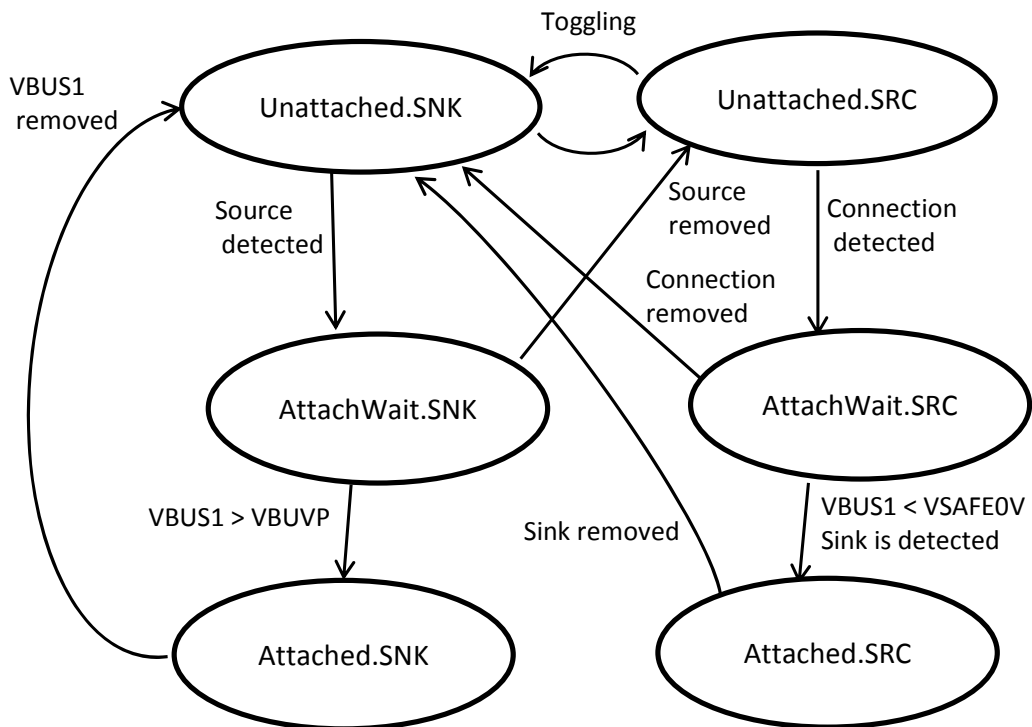 Toggling
VBUS1
removed
Unattached.SNK
Unattached.SRC
Source
detected
Source
removed
Connection
detected
Connection
removed
AttachWait.SNK
AttachWait.SRC
VBUS1 > VBUVP
Sink removed
VBUS1 < VSAFE0V
Sink is detected
Attached.SNK
Attached.SRC